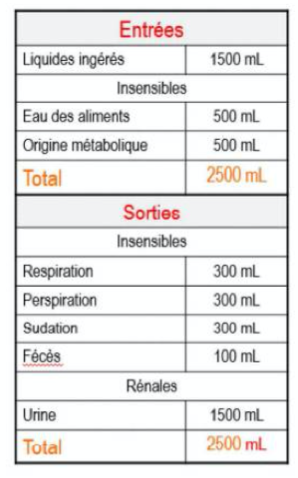 Entrées
Liquides ingérés 1500 mL
Insensibles
Eau des aliments 500 mL
Origine métabolique 500 mL
Total 2500 mL
Sorties
Insensibles
Respiration 300 mL
Perspiration 300 mL
Sudation 300 mL
Fécès 100 mL
Rénales
Urine 1500 mL
Total 2500 mL